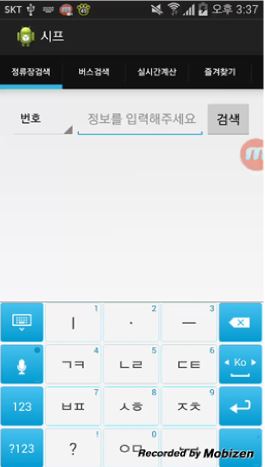 SKT 오후 3:37
시프
정류장검색 버스검색 실시간계산 즐겨찾기
번호 정보를 입력해주세요 검색
ㅣ 1 · 2 ㅡ 3
ㄱㅋ 4 ㄴㄹ 5 ㄷㅌ 6 Ko
123 ㅂㅍ 7 ㅅㅎ 8 ㅈㅊ 9
?123 ? ! ㅇㅁ 0
Recorded by Mobizen